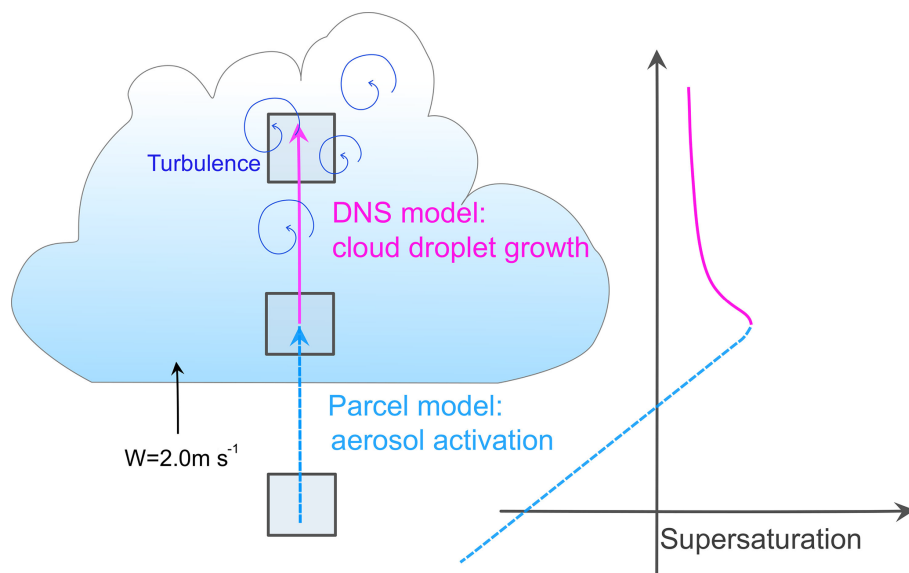 Turbulence
DNS model:
cloud droplet growth
Parcel model:
aerosol activation
W=2.0m s⁻¹
Supersaturation